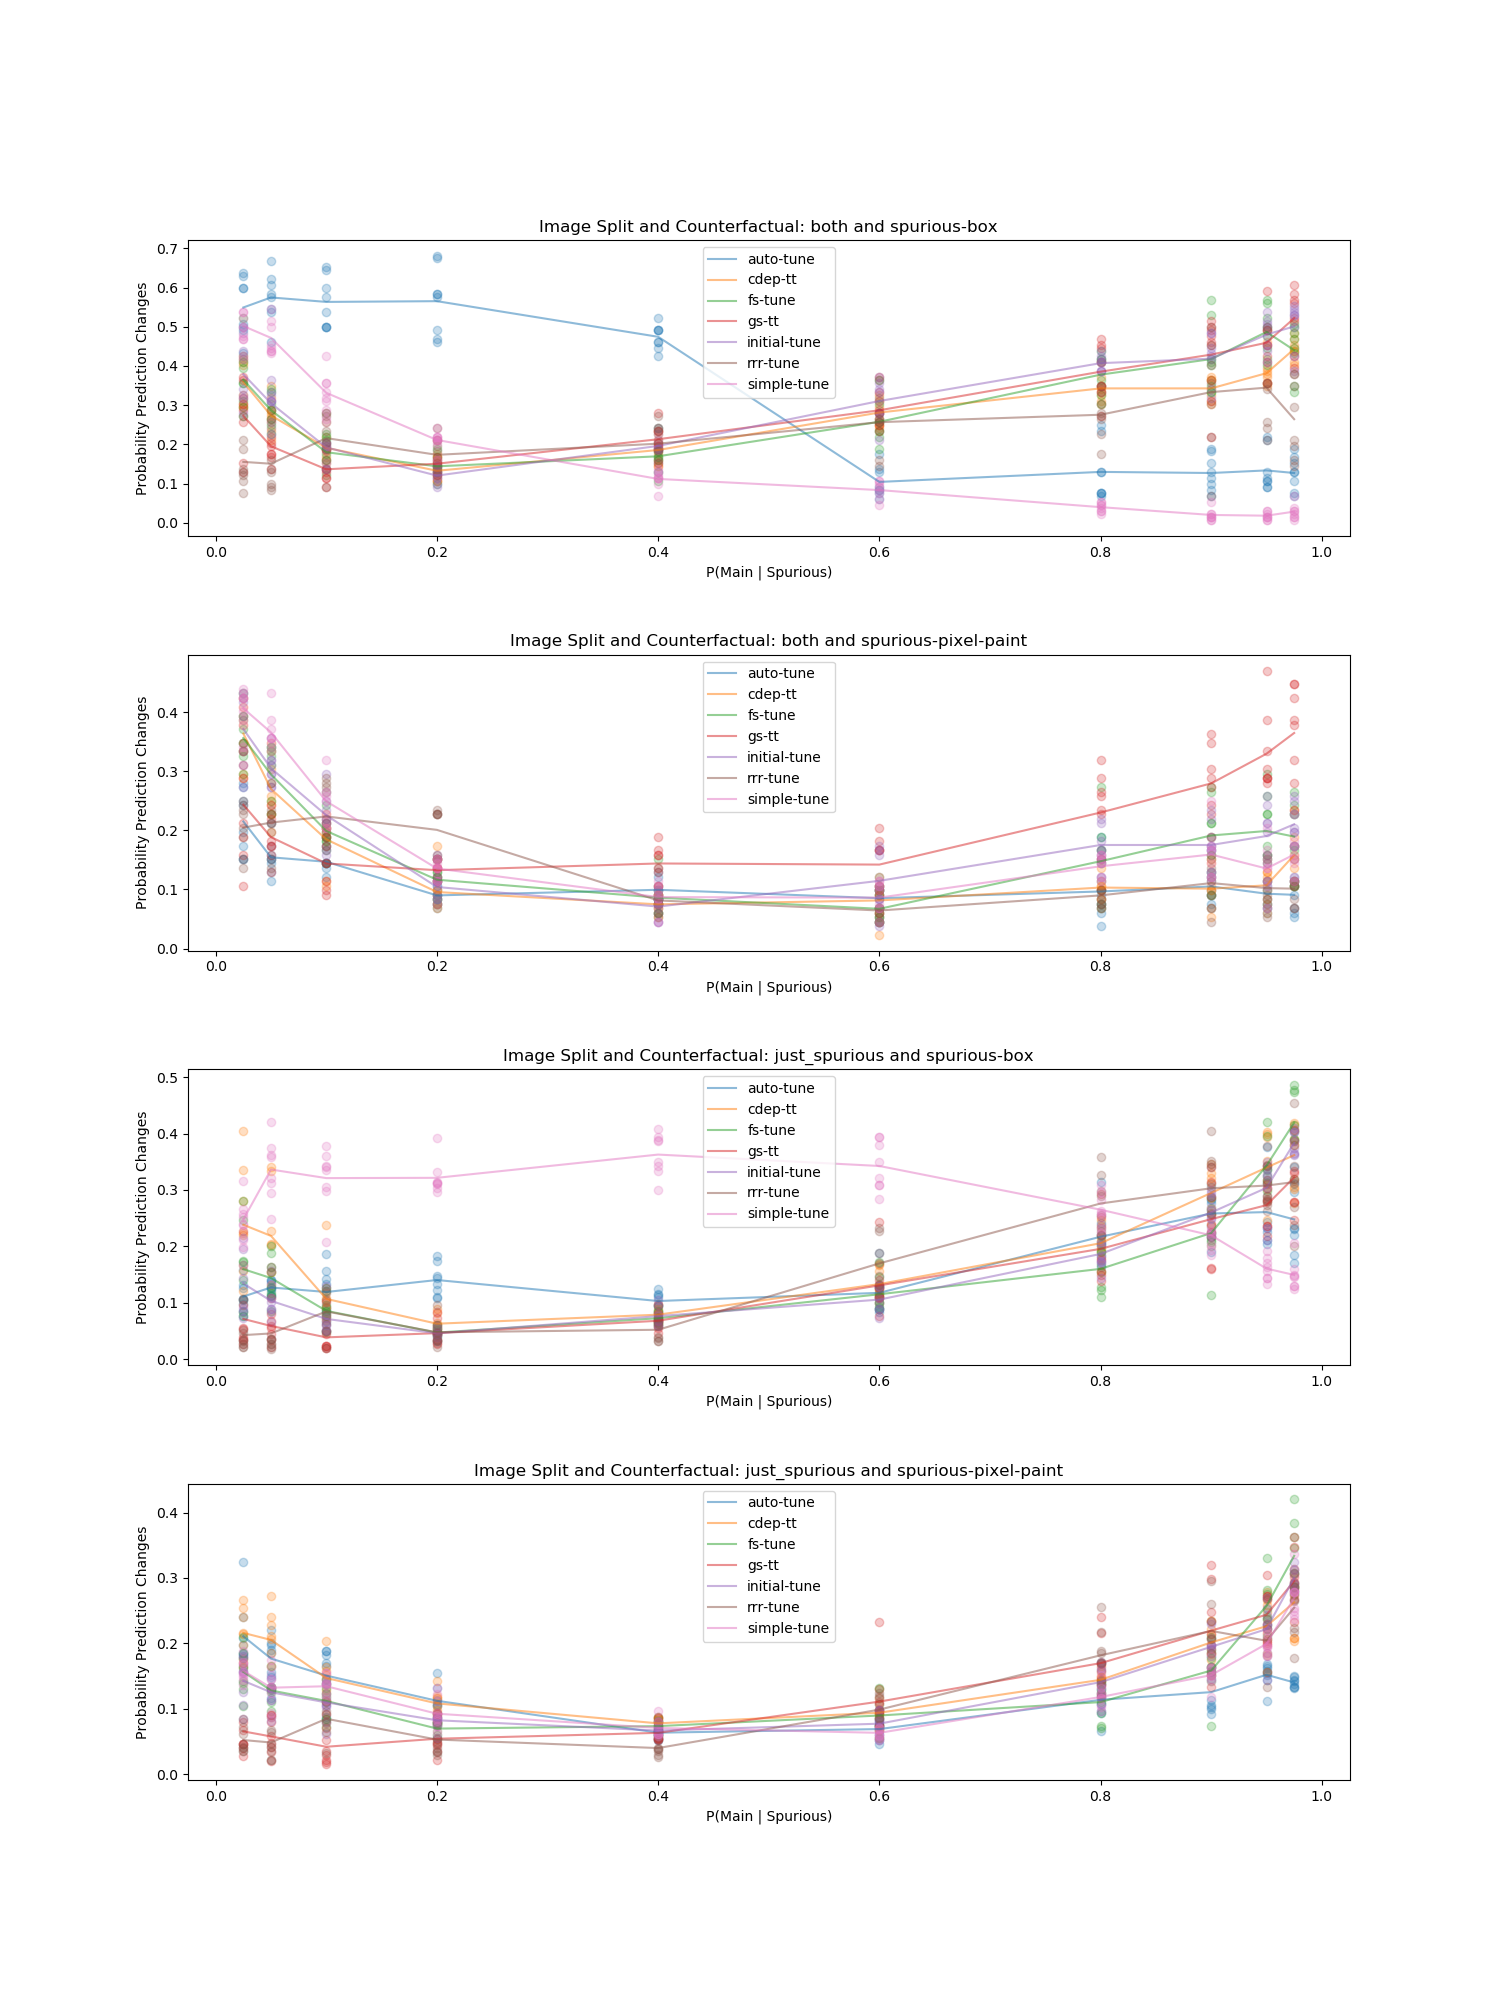 Image Split and Counterfactual: both and spurious-box
0.7
0.6
0.5
0.4
0.3
0.2
0.1
0.0
Probability Prediction Changes
auto-tune
cdep-tt
fs-tune
gs-tt
initial-tune
rrr-tune
simple-tune
0.0 0.2 0.4 0.6 0.8 1.0
P(Main | Spurious)
Image Split and Counterfactual: both and spurious-pixel-paint
0.4
0.3
0.2
0.1
0.0
Probability Prediction Changes
auto-tune
cdep-tt
fs-tune
gs-tt
initial-tune
rrr-tune
simple-tune
0.0 0.2 0.4 0.6 0.8 1.0
P(Main | Spurious)
Image Split and Counterfactual: just_spurious and spurious-box
0.5
0.4
0.3
0.2
0.1
0.0
Probability Prediction Changes
auto-tune
cdep-tt
fs-tune
gs-tt
initial-tune
rrr-tune
simple-tune
0.0 0.2 0.4 0.6 0.8 1.0
P(Main | Spurious)
Image Split and Counterfactual: just_spurious and spurious-pixel-paint
0.4
0.3
0.2
0.1
0.0
Probability Prediction Changes
auto-tune
cdep-tt
fs-tune
gs-tt
initial-tune
rrr-tune
simple-tune
0.0 0.2 0.4 0.6 0.8 1.0
P(Main | Spurious)